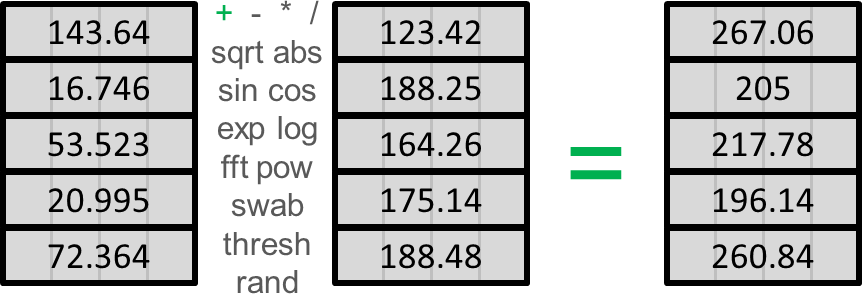 143.64
16.746
53.523
20.995
72.364
+ - * /
sqrt abs
sin cos
exp log
fft pow
swab
thresh
rand
123.42
188.25
164.26
175.14
188.48
=
267.06
205
217.78
196.14
260.84